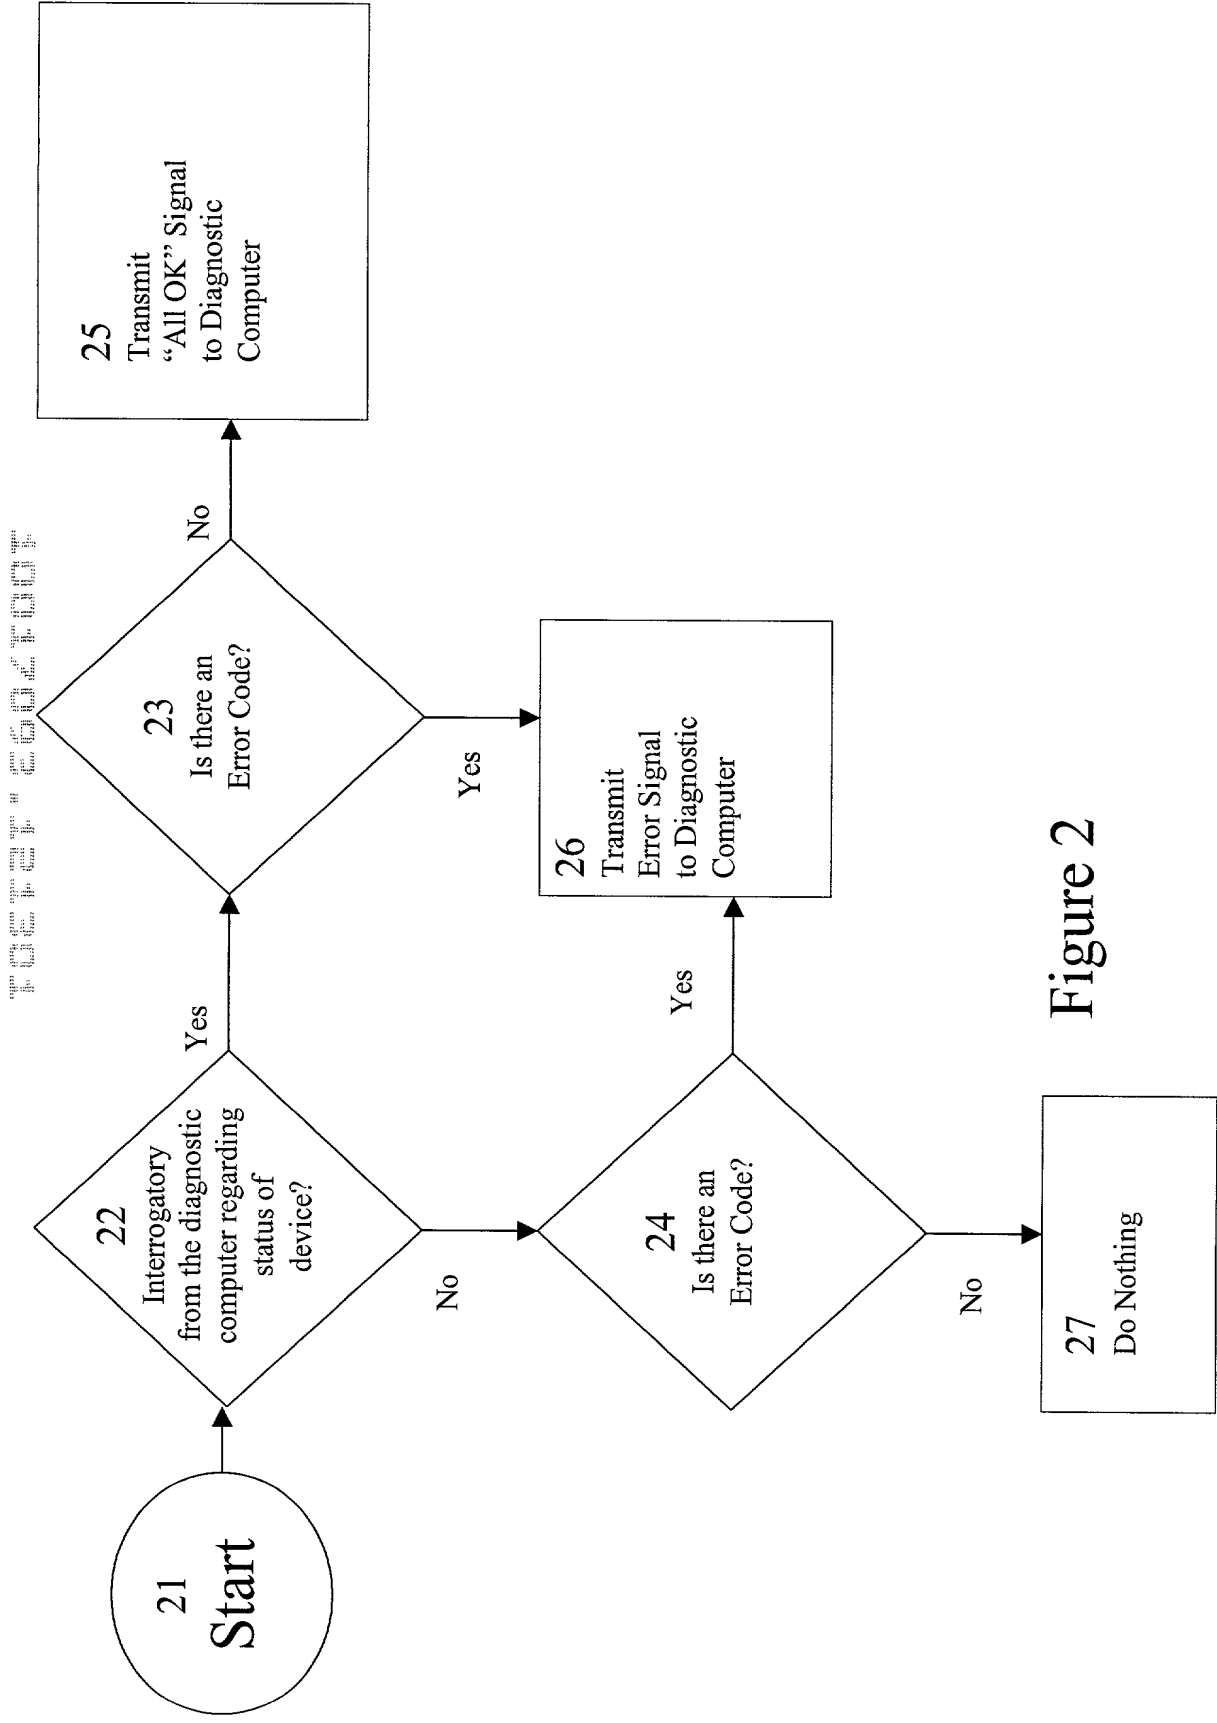 21
Start
22
Interrogatory
from the diagnostic
computer regarding
status of
device?
Yes
No
23
Is there an
Error Code?
No
Yes
25
Transmit
“All OK” Signal
to Diagnostic
Computer
24
Is there an
Error Code?
Yes
No
26
Transmit
Error Signal
to Diagnostic
Computer
27
Do Nothing
Figure 2